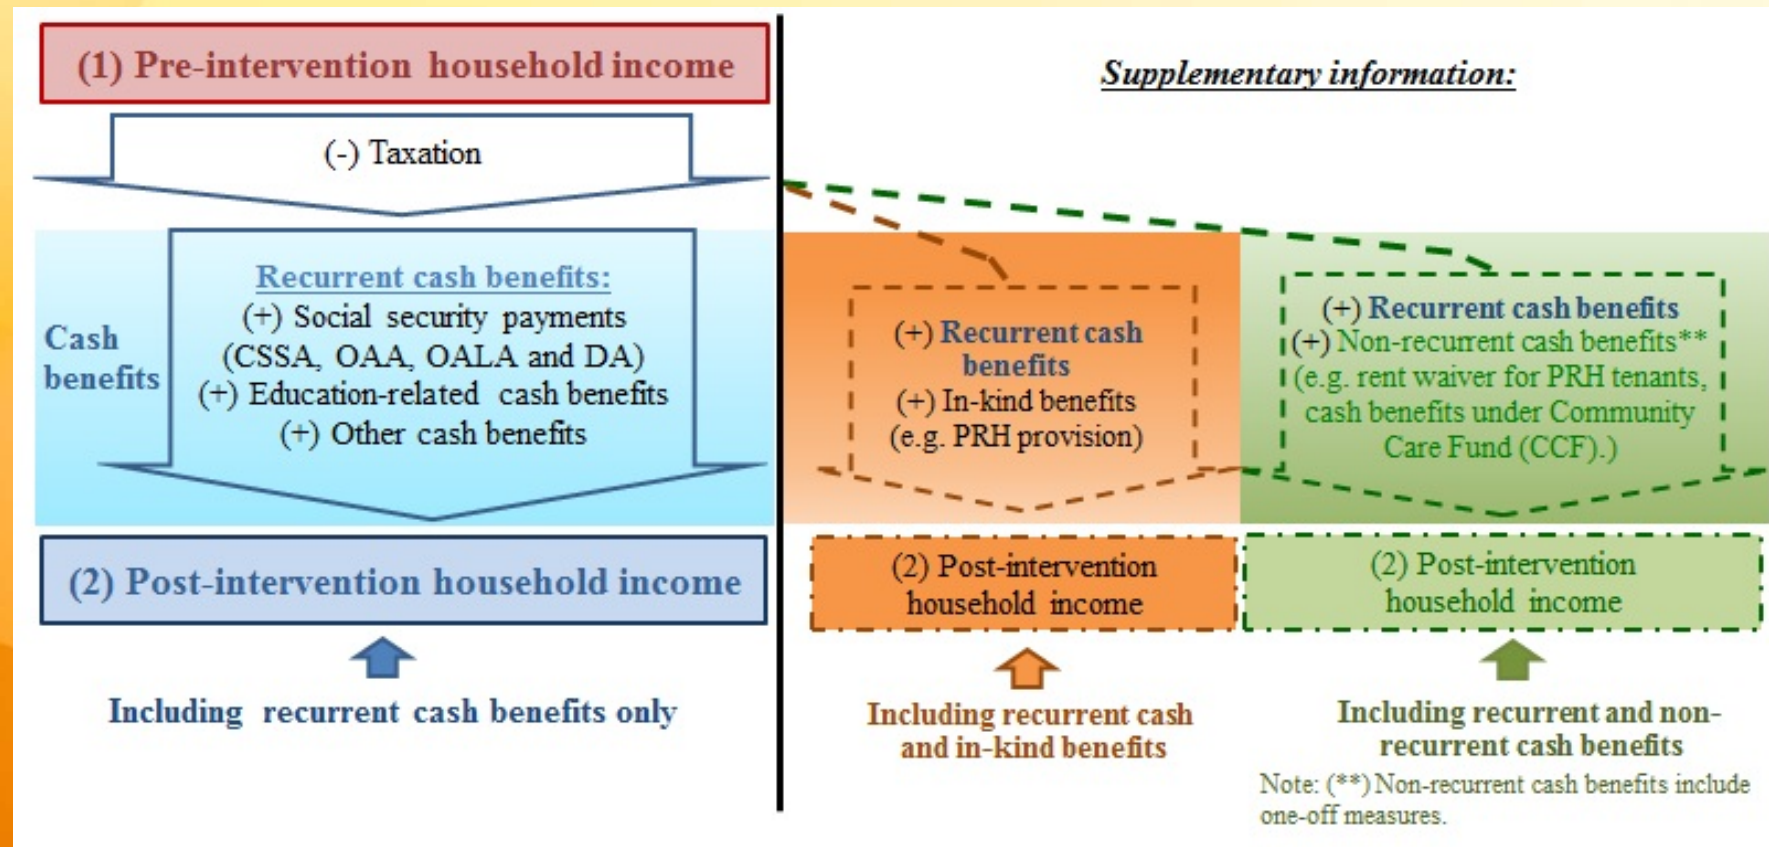 (1) Pre-intervention household income
(-) Taxation
Cash
benefits
Recurrent cash benefits:
(+) Social security payments
(CSSA, OAA, OALA and DA)
(+) Education-related cash benefits
(+) Other cash benefits
(2) Post-intervention household income
Including recurrent cash benefits only
Supplementary information:
(+) Recurrent cash
benefits
(+) In-kind benefits
(e.g. PRH provision)
(2) Post-intervention
household income
Including recurrent cash
and in-kind benefits
(+) Recurrent cash benefits
(+) Non-recurrent cash benefits**
(e.g. rent waiver for PRH tenants,
cash benefits under Community
Care Fund (CCF).)
(2) Post-intervention
household income
Including recurrent and non-
recurrent cash benefits
Note: (**) Non-recurrent cash benefits include
one-off measures.